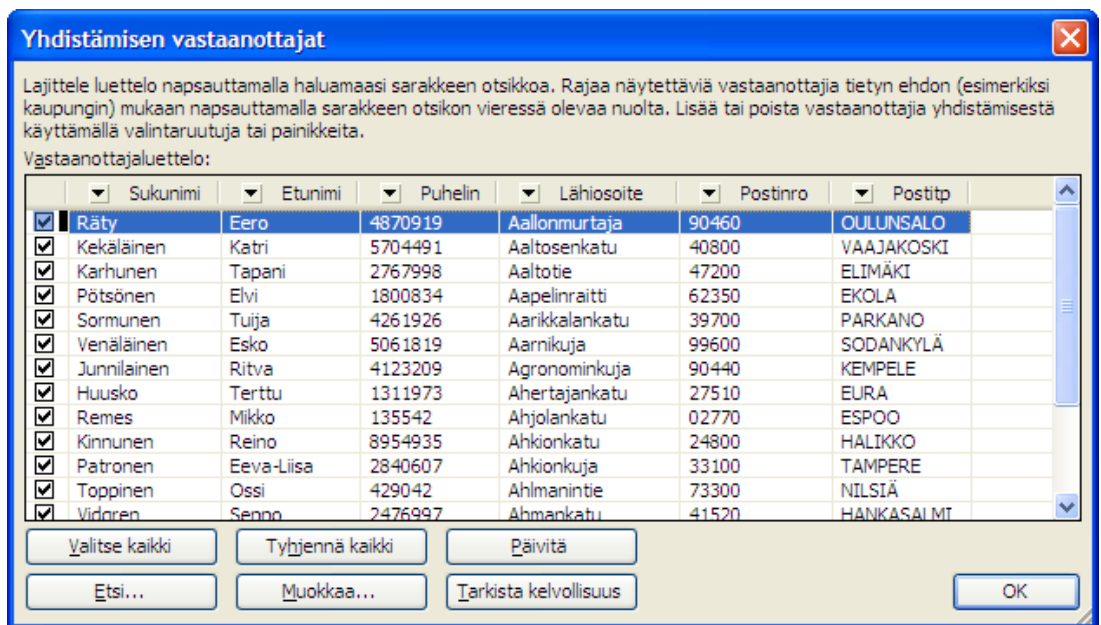 Yhdistämisen vastaanottajat
Lajittele luettelo napsauttamalla haluamaasi sarakkeen otsikkoa. Rajaa näytettäviä vastaanottajia tietyn ehdon (esimerkiksi
kaupungin) mukaan napsauttamalla sarakkeen otsikon vieressä olevaa nuolta. Lisää tai poista vastaanottajia yhdistämisestä
käyttämällä valintaruutuja tai painikkeita.
Vastaanottajaluettelo:
Sukunimi Etunimi Puhelin Lähiosoite Postinro Postitp
Räty Eero 4870919 Aallonmurtaja 90460 OULUNSALO
Kekäläinen Katri 5704491 Aaltosenkatu 40800 VAAJAKOSKI
Karhunen Tapani 2767998 Aaltotie 47200 ELIMÄKI
Pötsönen Elvi 1800834 Aapelinraitti 62350 EKOLA
Sormunen Tuija 4261926 Aarikkalankatu 39700 PARKANO
Venäläinen Esko 5061819 Aarnikuja 99600 SODANKYLÄ
Junnilainen Ritva 4123209 Agronominkuja 90440 KEMPELE
Huusko Terttu 1311973 Ahertajankatu 27510 EURA
Remes Mikko 135542 Ahjolankatu 02770 ESPOO
Kinnunen Reino 8954935 Ahkionkatu 24800 HALIKKO
Patronen Eeva-Liisa 2840607 Ahkionkuja 33100 TAMPERE
Toppinen Ossi 429042 Ahlmanintie 73300 NILSIÄ
Vidgren Seppo 2476997 Ahmankatu 41520 HANKASALMI
Valitse kaikki Tyhjennä kaikki Päivitä
Etsi... Muokkaa... Tarkista kelvollisuus OK